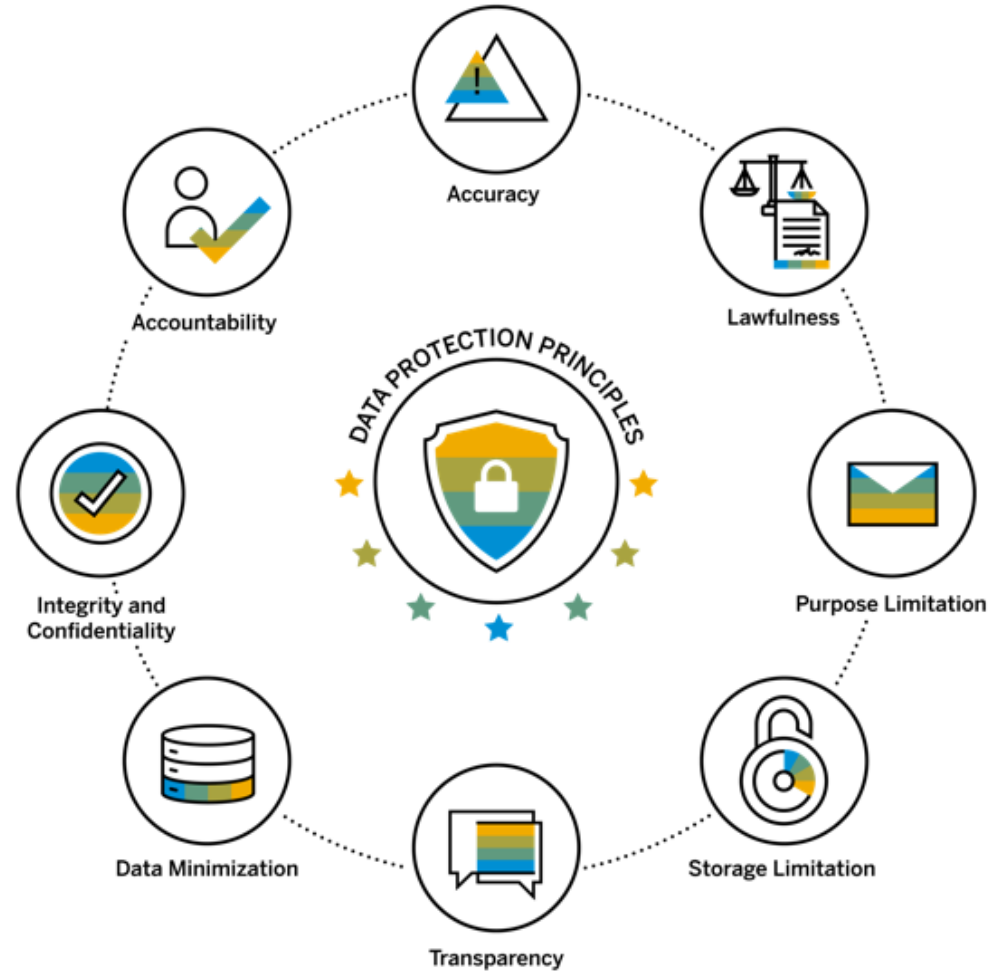 Accuracy
Accountability
Lawfulness
DATA PROTECTION PRINCIPLES
Integrity and
Confidentiality
Purpose Limitation
Data Minimization
Storage Limitation
Transparency